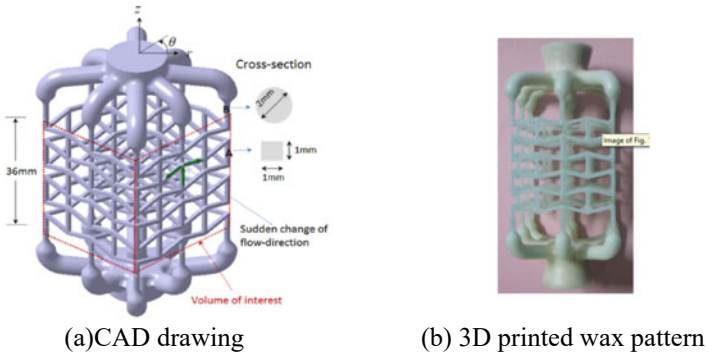 z
θ
r
Cross-section
2mm
B
A
1mm
1mm
36mm
Sudden change of
flow-direction
Volume of interest
Image of Fig.
(a)CAD drawing
(b) 3D printed wax pattern